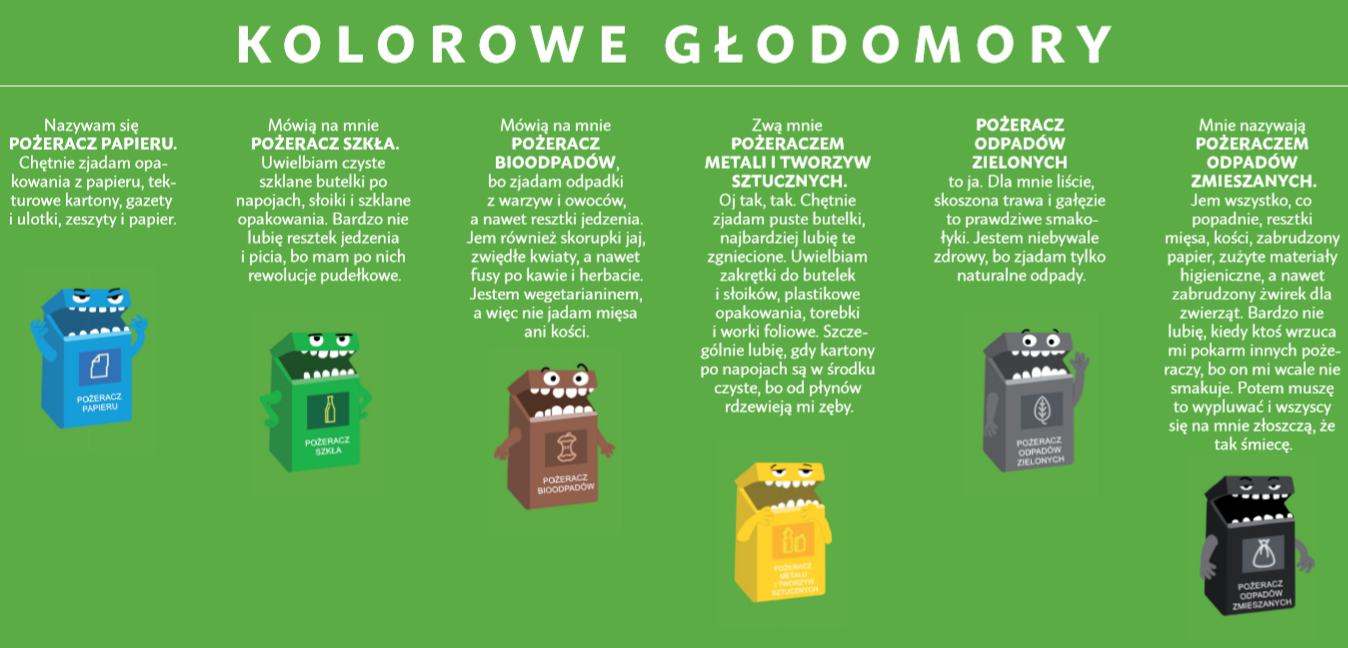 KOLOROWE GŁODOMORY
Nazywam się
POŻERACZ PAPIERU.
Chętnie zjadam opa-
kowania z papieru, tek-
turowe kartony, gazety
i ulotki, zeszyty i papier.
POŻERACZ
PAPIERU
Mówią na mnie
POŻERACZ SZKŁA.
Uwielbiam czyste
szklane butelki po
napojach, słoiki i szklane
opakowania. Bardzo nie
lubię resztek jedzenia
i picia, bo mam po nich
rewolucje pudełkowe.
POŻERACZ
SZKŁA
Mówią na mnie
POŻERACZ
BIOODPADÓW,
bo zjadam odpadki
z warzyw i owoców,
a nawet resztki jedzenia.
Jem również skorupki jaj,
zwiędłe kwiaty, a nawet
fusy po kawie i herbacie.
Jestem wegetarianinem,
a więc nie jadam mięsa
ani kości.
POŻERACZ
BIOODPADÓW
Zwą mnie
POŻERACZEM
METALI I TWORZYW
SZTUCZNYCH.
Oj tak, tak. Chętnie
zjadam puste butelki,
najbardziej lubię te
zgniecione. Uwielbiam
zakrętki do butelek
i słoików, plastikowe
opakowania, torebki
i worki foliowe. Szcze-
gólnie lubię, gdy kartony
po napojach są w środku
czyste, bo od płynów
rdzewieją mi zęby.
POŻERACZ
METALU
I TWORZYW
SZTUCZNYCH
POŻERACZ
ODPADÓW
ZIELONYCH
to ja. Dla mnie liście,
skoszona trawa i gałęzie
to prawdziwe smako-
łyki. Jestem niebywale
zdrowy, bo zjadam tylko
naturalne odpady.
POŻERACZ
ODPADÓW
ZIELONYCH
Mnie nazywają
POŻERACZEM
ODPADÓW
ZMIESZANYCH.
Jem wszystko, co
popadnie, resztki
mięsa, kości, zabrudzony
papier, zużyte materiały
higieniczne, a nawet
zabrudzony żwirek dla
zwierząt. Bardzo nie
lubię, kiedy ktoś wrzuca
mi pokarm innych poże-
raczy, bo on mi wcale nie
smakuje. Potem muszę
to wypluwać i wszyscy
się na mnie złoszczą, że
tak śmiecę.
POŻERACZ
ODPADÓW
ZMIESZANYCH